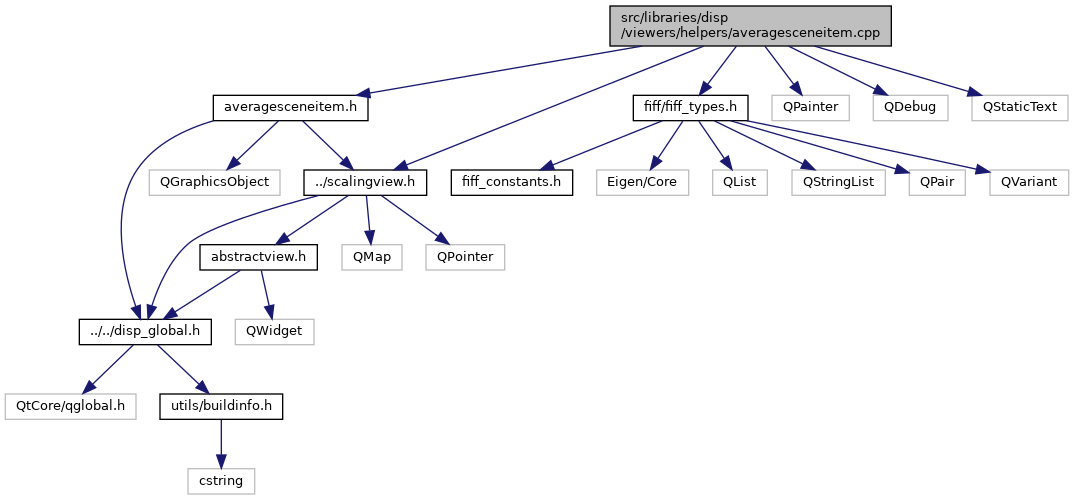 src/libraries/disp
/viewers/helpers/averagesceneitem.cpp
averagesceneitem.h
fiff/fiff_types.h
QPainter
QDebug
QStaticText
QGraphicsObject
../scalingview.h
fiff_constants.h
Eigen/Core
QList
QStringList
QPair
QVariant
abstractview.h
QMap
QPointer
../../disp_global.h
QWidget
QtCore/qglobal.h
utils/buildinfo.h
cstring